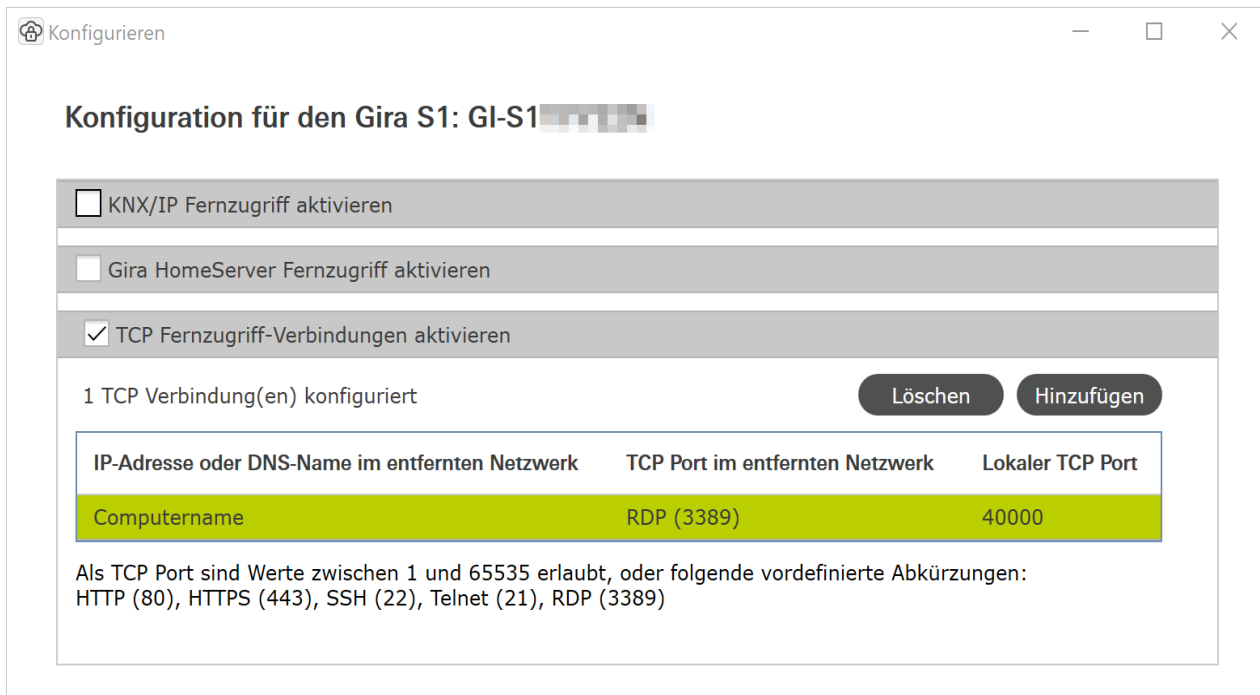 Konfigurieren
Konfiguration für den Gira S1: GI-S1
KNX/IP Fernzugriff aktivieren
Gira HomeServer Fernzugriff aktivieren
TCP Fernzugriff-Verbindungen aktivieren
1 TCP Verbindung(en) konfiguriert Löschen Hinzufügen
IP-Adresse oder DNS-Name im entfernten Netzwerk TCP Port im entfernten Netzwerk Lokaler TCP Port
Computername RDP (3389) 40000
Als TCP Port sind Werte zwischen 1 und 65535 erlaubt, oder folgende vordefinierte Abkürzungen:
HTTP (80), HTTPS (443), SSH (22), Telnet (21), RDP (3389)